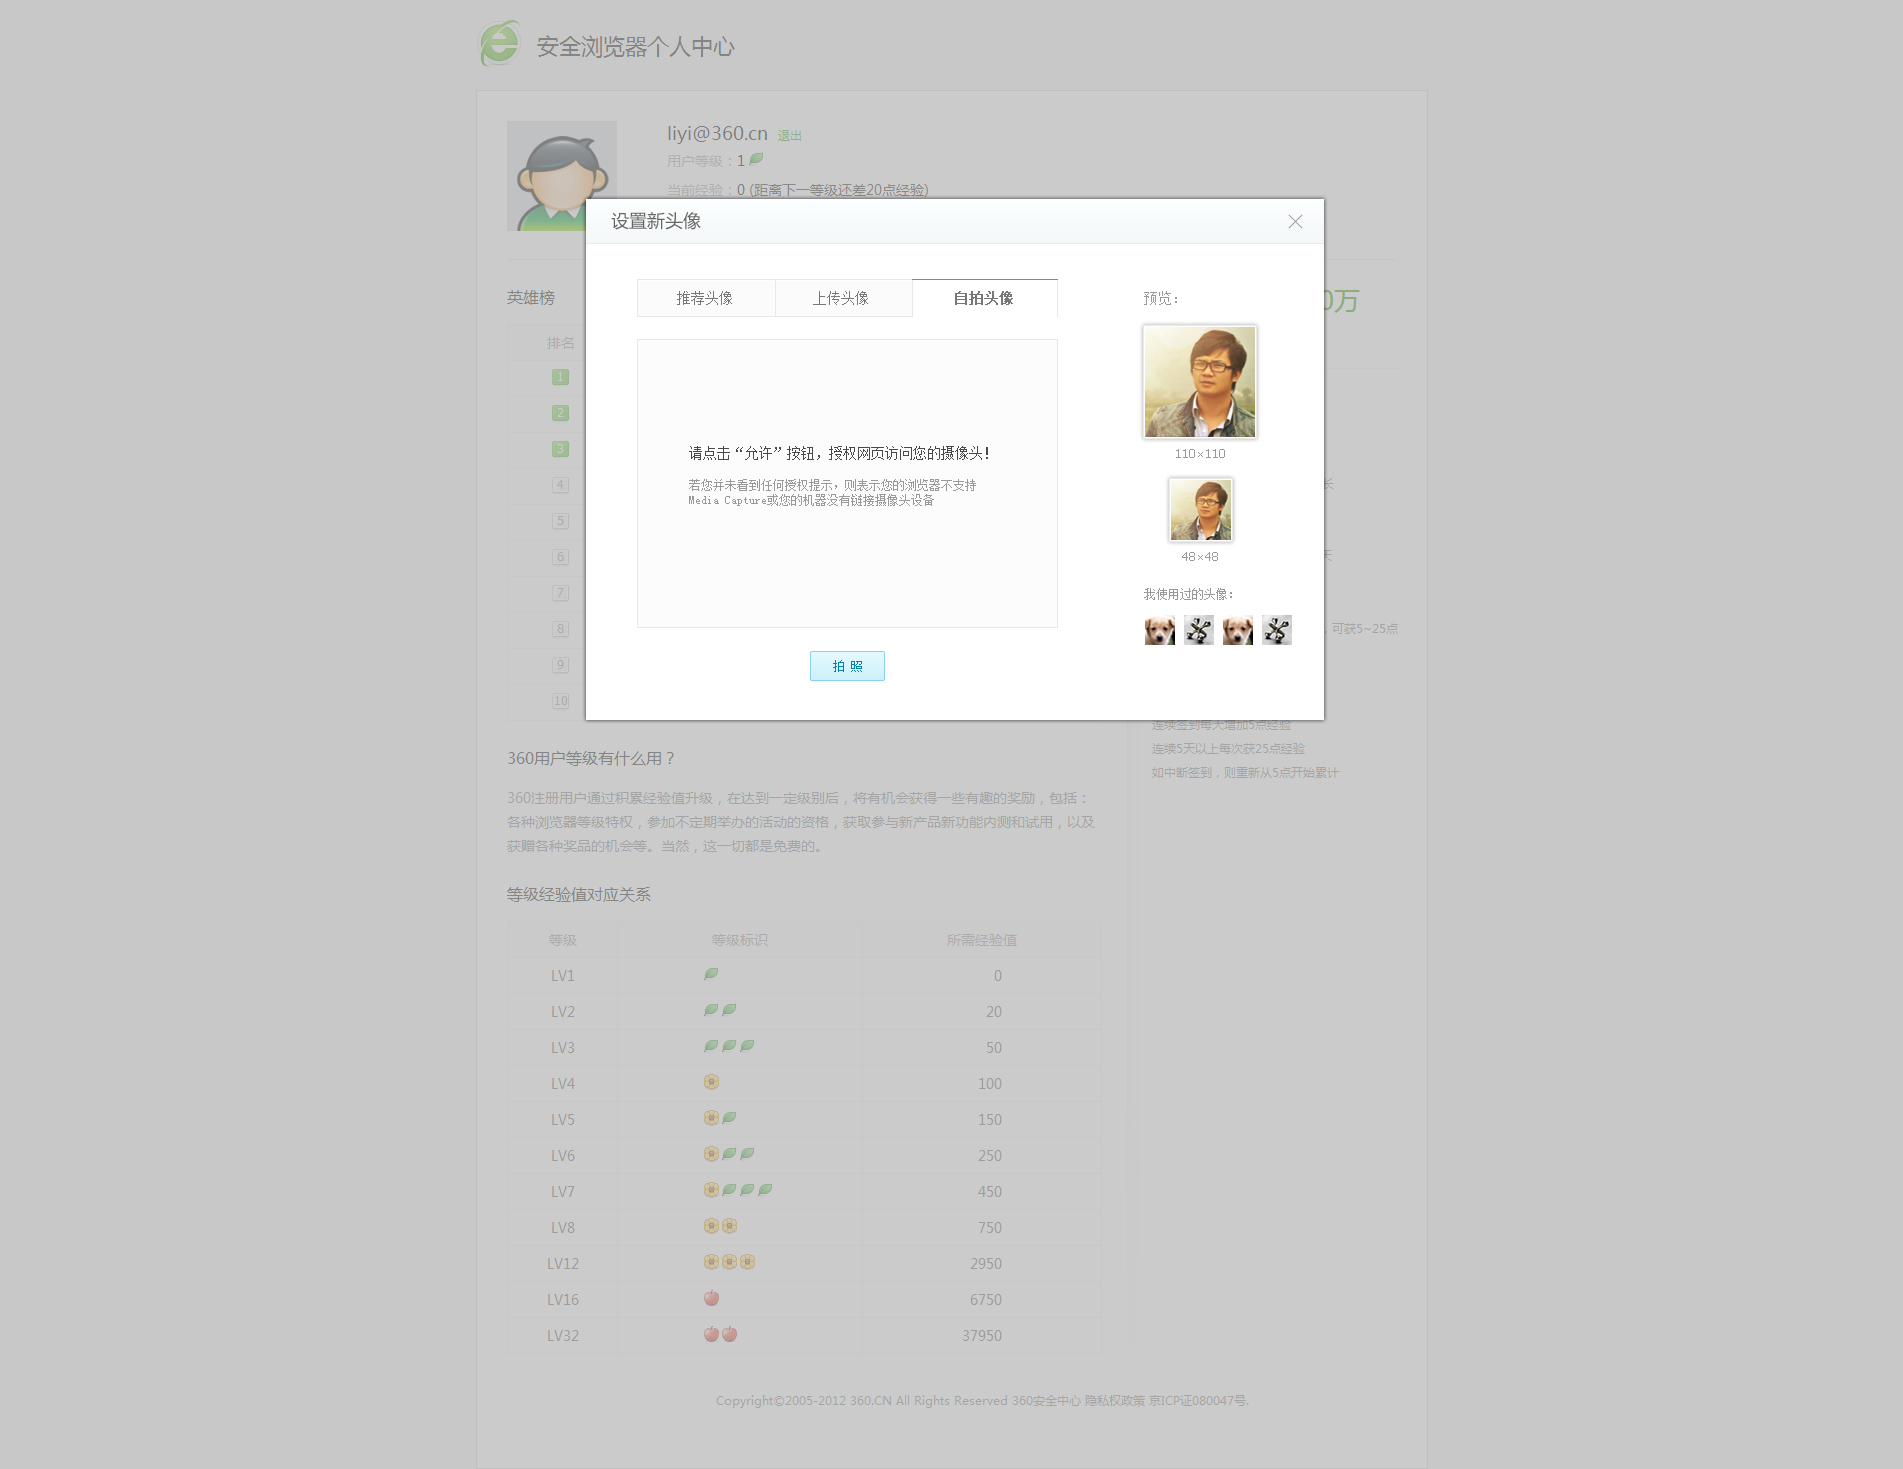 安全浏览器个人中心
liyi@360.cn 退出
用户等级：1
当前经验：0 (距离下一等级还差20点经验)
设置新头像
推荐头像 上传头像 自拍头像
请点击“允许”按钮，授权网页访问您的摄像头！
若您并未看到任何授权提示，则表示您的浏览器不支持
Media Capture或您的机器没有链接摄像头设备
拍 照
预览：
110×110
48×48
我使用过的头像：
英雄榜
0万
排名
1
2
3
4
5
6
7
8
9
10
长
天
，可获5~25点
连续签到每天增加5点经验
连续5天以上每次获25点经验
如中断签到，则重新从5点开始累计
360用户等级有什么用？
360注册用户通过积累经验值升级，在达到一定级别后，将有机会获得一些有趣的奖励，包括：
各种浏览器等级特权，参加不定期举办的活动的资格，获取参与新产品新功能内测和试用，以及
获赠各种奖品的机会等。当然，这一切都是免费的。
等级经验值对应关系
等级 等级标识 所需经验值
LV1 0
LV2 20
LV3 50
LV4 100
LV5 150
LV6 250
LV7 450
LV8 750
LV12 2950
LV16 6750
LV32 37950
Copyright©2005-2012 360.CN All Rights Reserved 360安全中心 隐私权政策 京ICP证080047号.